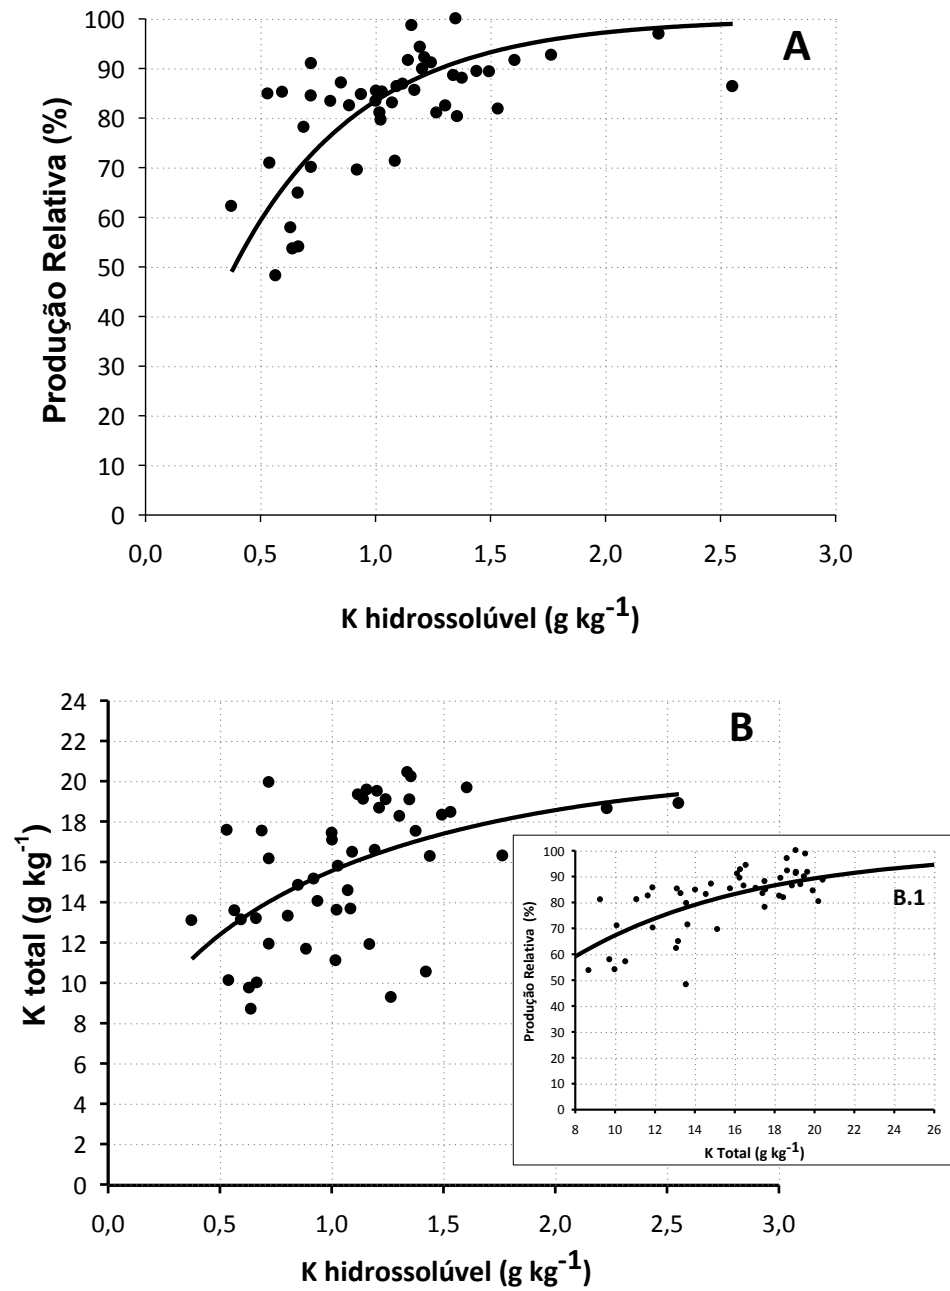 100
90
80
70
60
50
40
30
20
10
0
Produção Relativa (%)
A
0,0 0,5 1,0 1,5 2,0 2,5 3,0
K hidrossolúvel (g kg⁻¹)
24
22
20
18
16
14
12
10
8
6
4
2
0
K total (g kg⁻¹)
B
0,0 0,5 1,0 1,5 2,0 2,5 3,0
K hidrossolúvel (g kg⁻¹)
100
90
80
70
60
50
40
30
20
10
0
Produção Relativa (%)
B.1
8 10 12 14 16 18 20 22 24 26
K Total (g kg⁻¹)